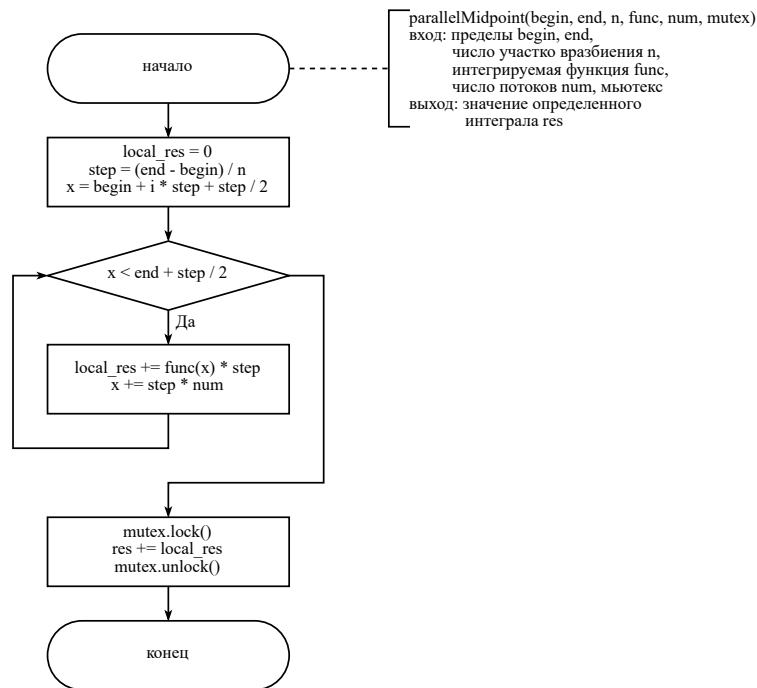 parallelMidpoint(begin, end, n, func, num, mutex)
вход: пределы begin, end,
число участко вразбиения n,
интегрируемая функция func,
число потоков num, мьютекс
выход: значение определенного
интеграла res
начало
local_res = 0
step = (end - begin) / n
x = begin + i * step + step / 2
x < end + step / 2
Да
local_res += func(x) * step
x += step * num
mutex.lock()
res += local_res
mutex.unlock()
конец